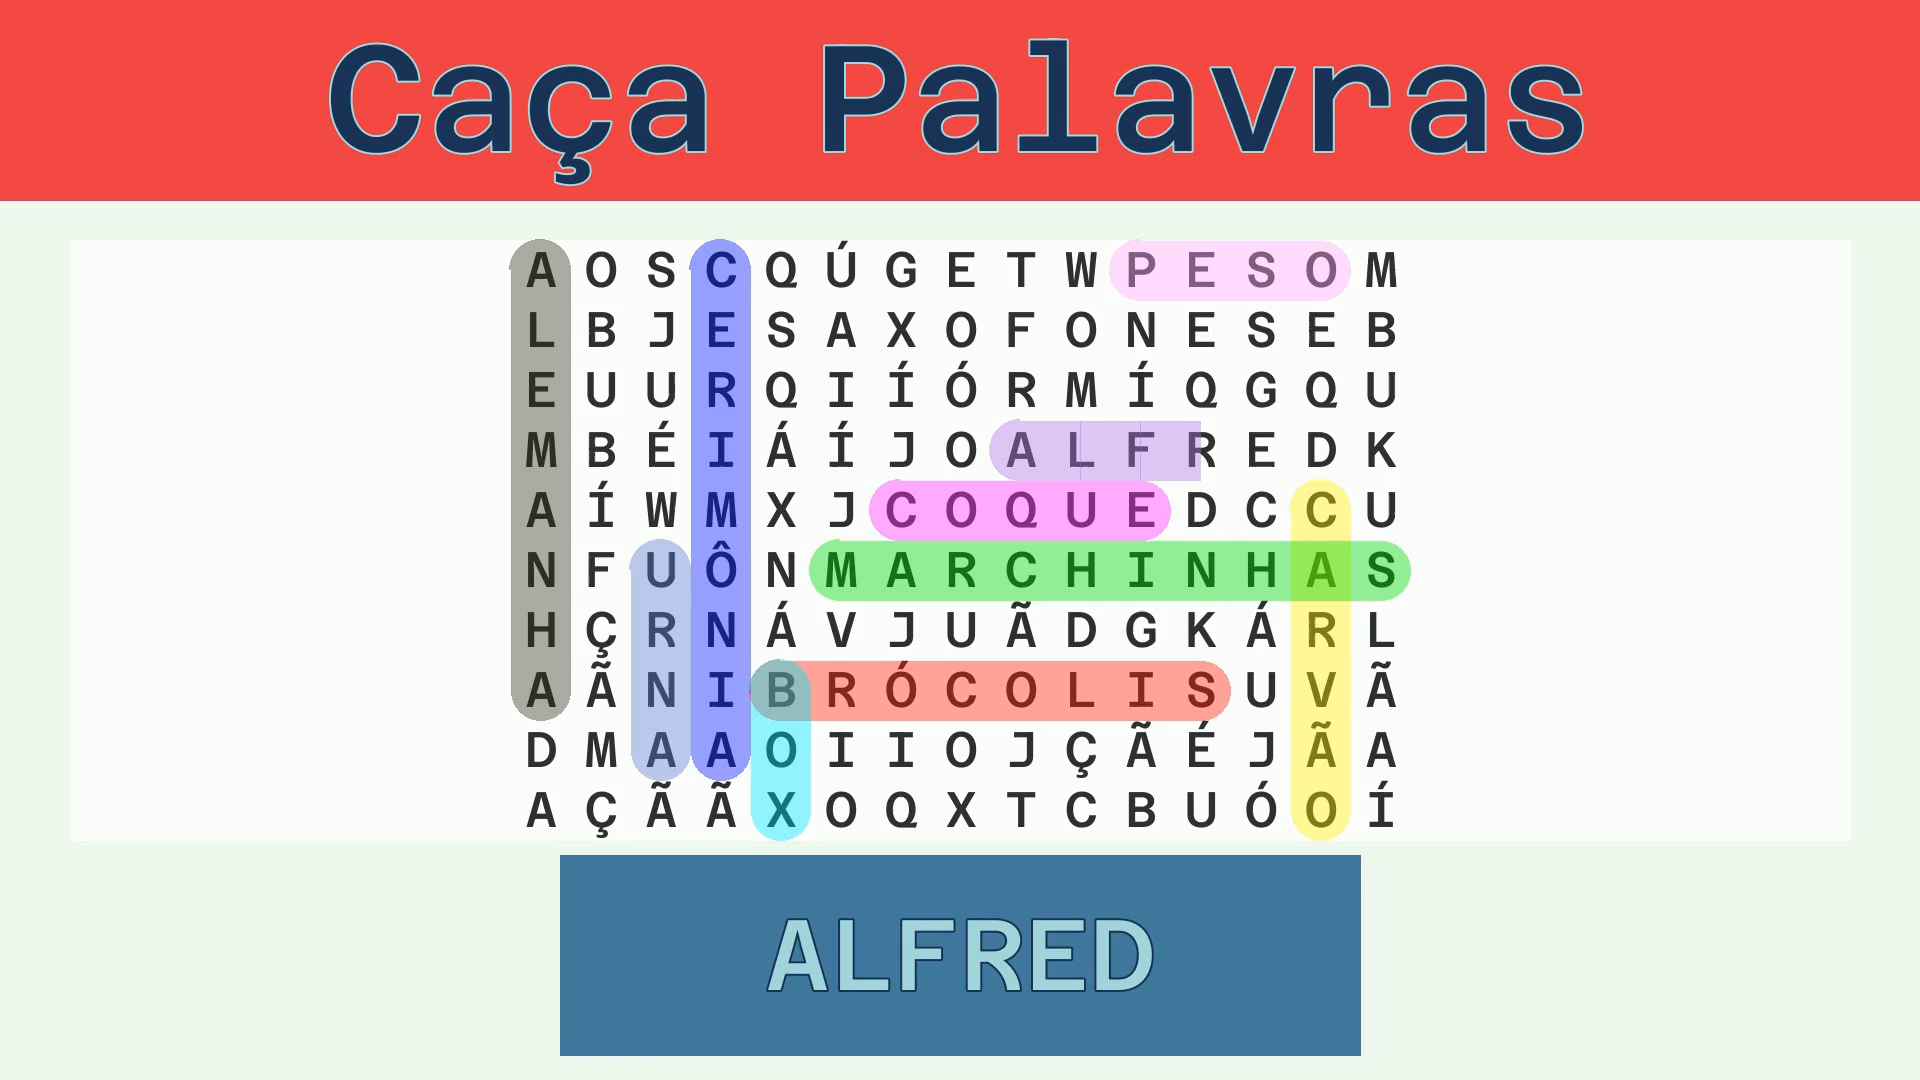 Caça Palavras
A O S C Q Ú G E T W P E S O M
L B J E S A X O F O N E S E B
E U U R Q I Í Ó R M Í Q G Q U
M B É I Á Í J O A L F R E D K
A Í W M X J C O Q U E D C C U
N F U Ô N M A R C H I N H A S
H Ç R N Á V J U Ã D G K Á R L
A Ã N I B R Ó C O L I S U V Ã
D M A A O I I O J Ç Ã É J Ã A
A Ç Ã Ã X O Q X T C B U Ó O Í
ALFRED